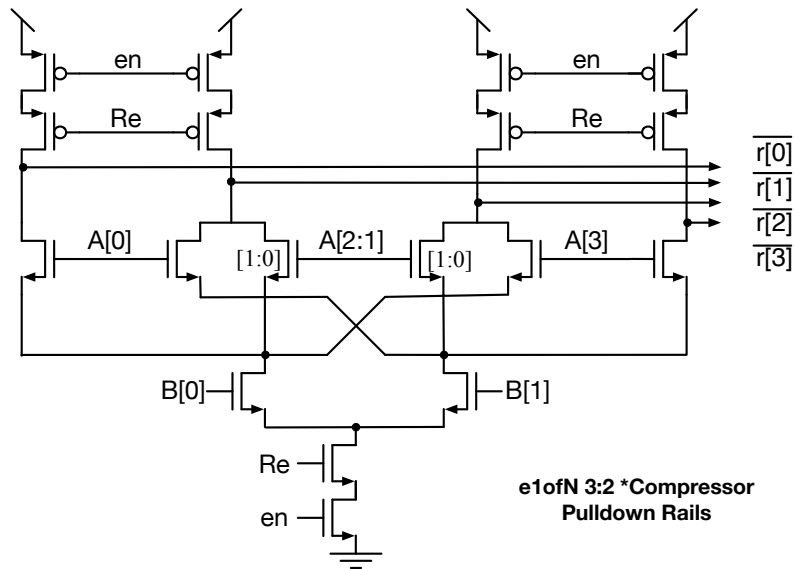 en
en
Re
Re
r[0]
r[1]
r[2]
r[3]
A[0]
A[2:1]
A[3]
[1:0]
[1:0]
B[0]
B[1]
Re
en
e1ofN 3:2 *Compressor
Pulldown Rails